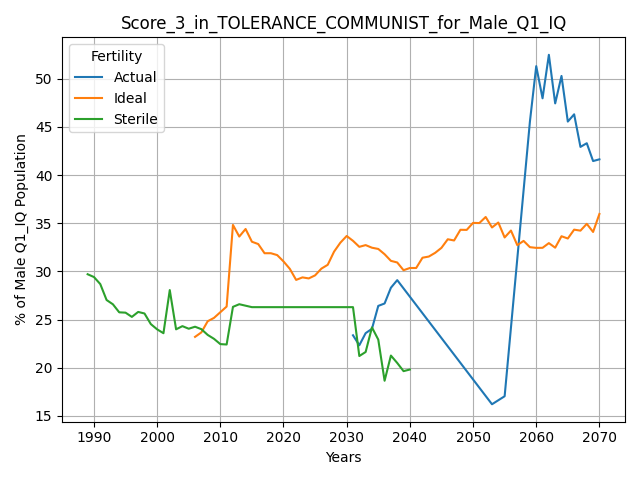 Score_3_in_TOLERANCE_COMMUNIST_for_Male_Q1_IQ
Fertility
Actual
Ideal
Sterile
% of Male Q1_IQ Population
50
45
40
35
30
25
20
15
1990 2000 2010 2020 2030 2040 2050 2060 2070
Years